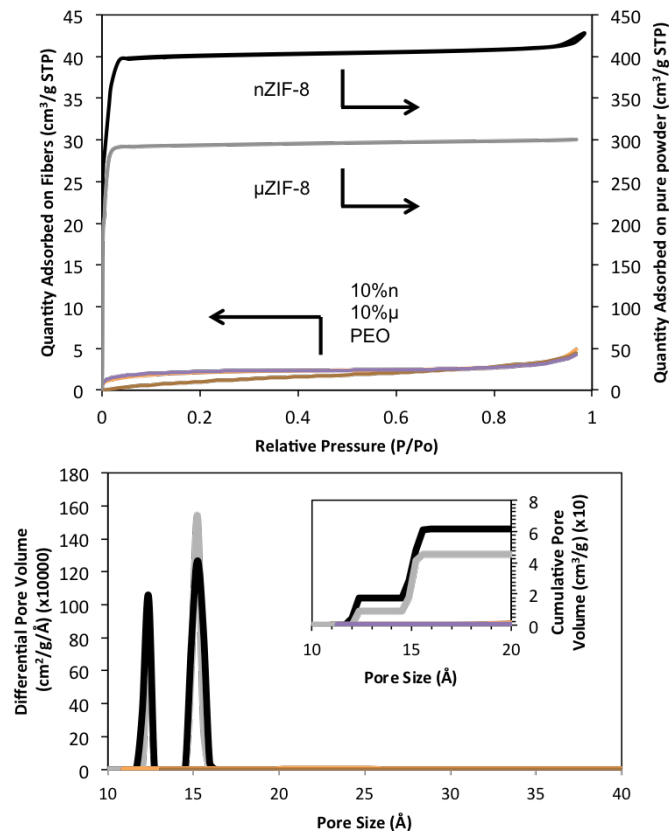 45
40
35
30
25
20
15
10
5
0
Quantity Adsorbed on Fibers (cm³/g STP)
nZIF-8
µZIF-8
10%n
10%µ
PEO
450
400
350
300
250
200
150
100
50
0
Quantity Adsorbed on pure powder (cm³/g STP)
0 0.2 0.4 0.6 0.8 1
Relative Pressure (P/Po)
180
160
140
120
100
80
60
40
20
0
Differential Pore Volume
(cm²/g/Å) (x10000)
8
6
4
2
0
Cumulative Pore
Volume (cm³/g) (x10)
10 15 20
Pore Size (Å)
10 15 20 25 30 35 40
Pore Size (Å)